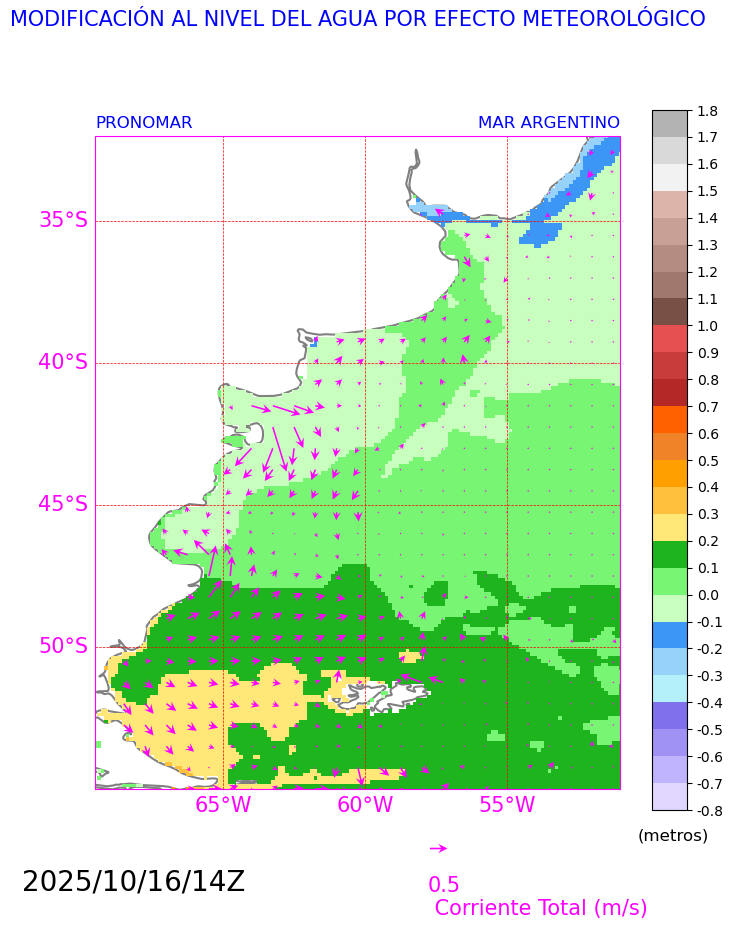 MODIFICACIÓN AL NIVEL DEL AGUA POR EFECTO METEOROLÓGICO
PRONOMAR
MAR ARGENTINO
35°S
40°S
45°S
50°S
65°W
60°W
55°W
1.8
1.7
1.6
1.5
1.4
1.3
1.2
1.1
1.0
0.9
0.8
0.7
0.6
0.5
0.4
0.3
0.2
0.1
0.0
-0.1
-0.2
-0.3
-0.4
-0.5
-0.6
-0.7
-0.8
(metros)
2025/10/16/14Z
0.5
Corriente Total (m/s)